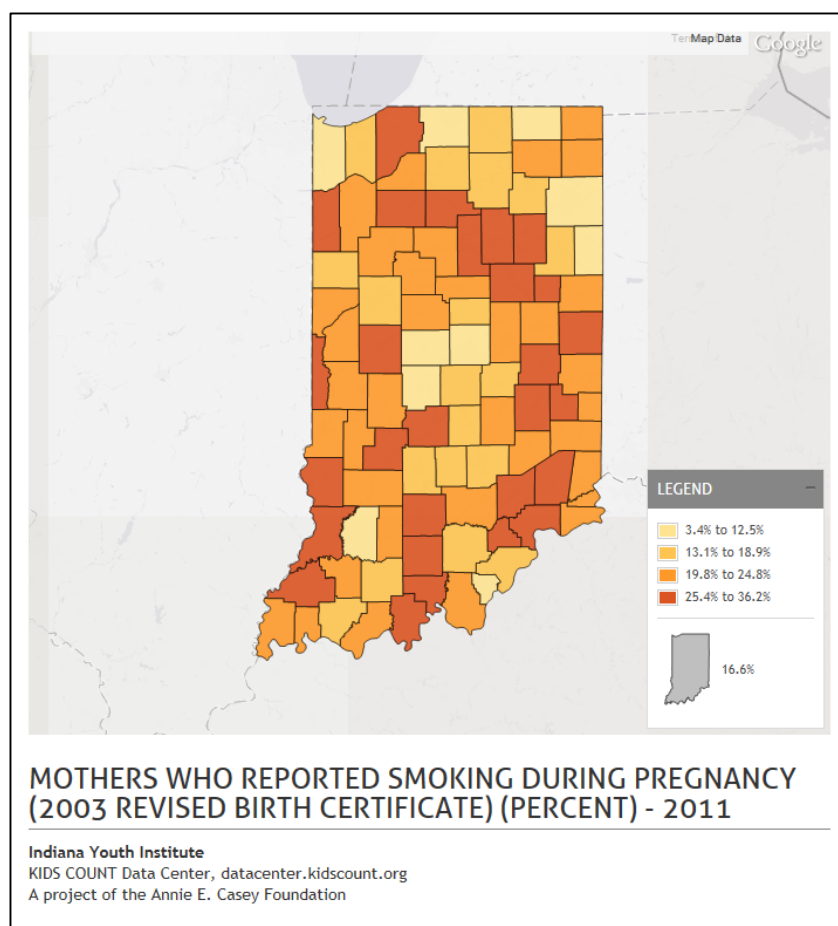 Map Data
Google
LEGEND
3.4% to 12.5%
13.1% to 18.9%
19.8% to 24.8%
25.4% to 36.2%
16.6%
MOTHERS WHO REPORTED SMOKING DURING PREGNANCY
(2003 REVISED BIRTH CERTIFICATE) (PERCENT) - 2011
Indiana Youth Institute
KIDS COUNT Data Center, datacenter.kidscount.org
A project of the Annie E. Casey Foundation